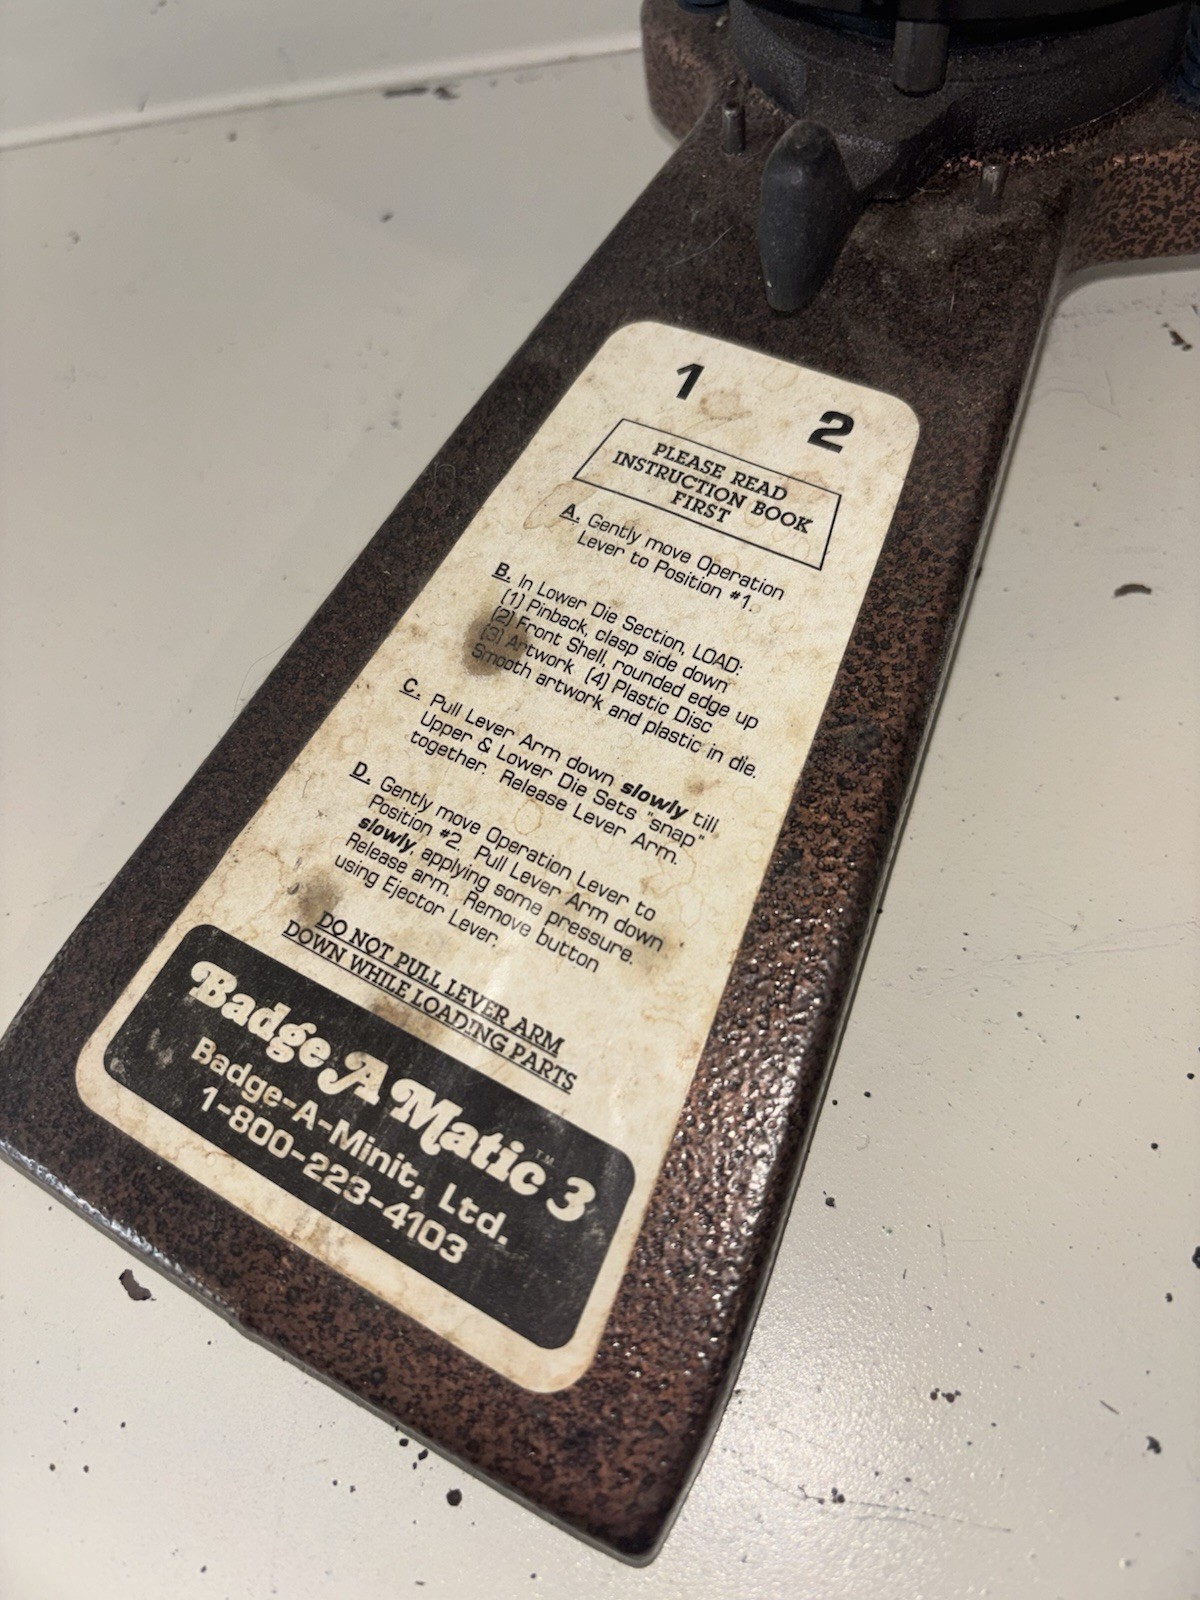 1
2
PLEASE READ
INSTRUCTION BOOK
FIRST
A. Gently move Operation
Lever to Position #1.
B. In Lower Die Section, LOAD:
(1) Pinback, clasp side down
(2) Front Shell, rounded edge up
(3) Artwork (4) Plastic Disc
Smooth artwork and plastic in die.
C. Pull Lever Arm down slowly till
Upper & Lower Die Sets "snap"
together. Release Lever Arm.
D. Gently move Operation Lever to
Position #2. Pull Lever Arm down
slowly, applying some pressure.
Release arm. Remove button
using Ejector Lever.
DO NOT PULL LEVER ARM
DOWN WHILE LOADING PARTS
Badge A Matic 3 ™
Badge-A-Minit, Ltd.
1-800-223-4103